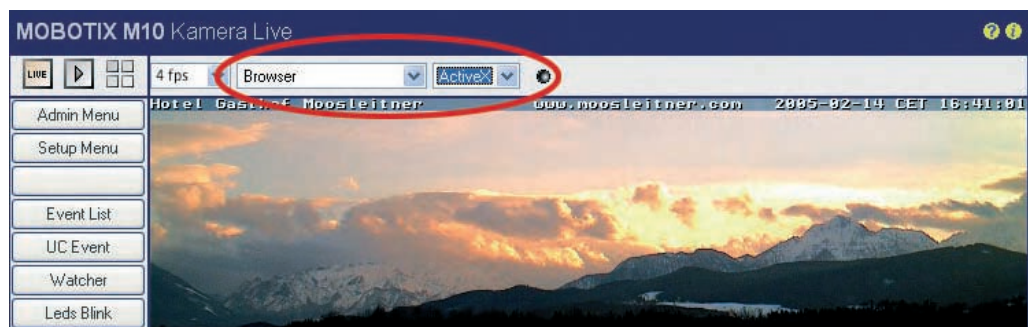 MOBOTIX M10 Kamera Live
LIVE
4 fps Browser ActiveX
Hotel Gasthof Moosleitner www.moosleitner.com 2005-02-14 CET 16:41:01
Admin Menu
Setup Menu
Event List
UC Event
Watcher
Leds Blink